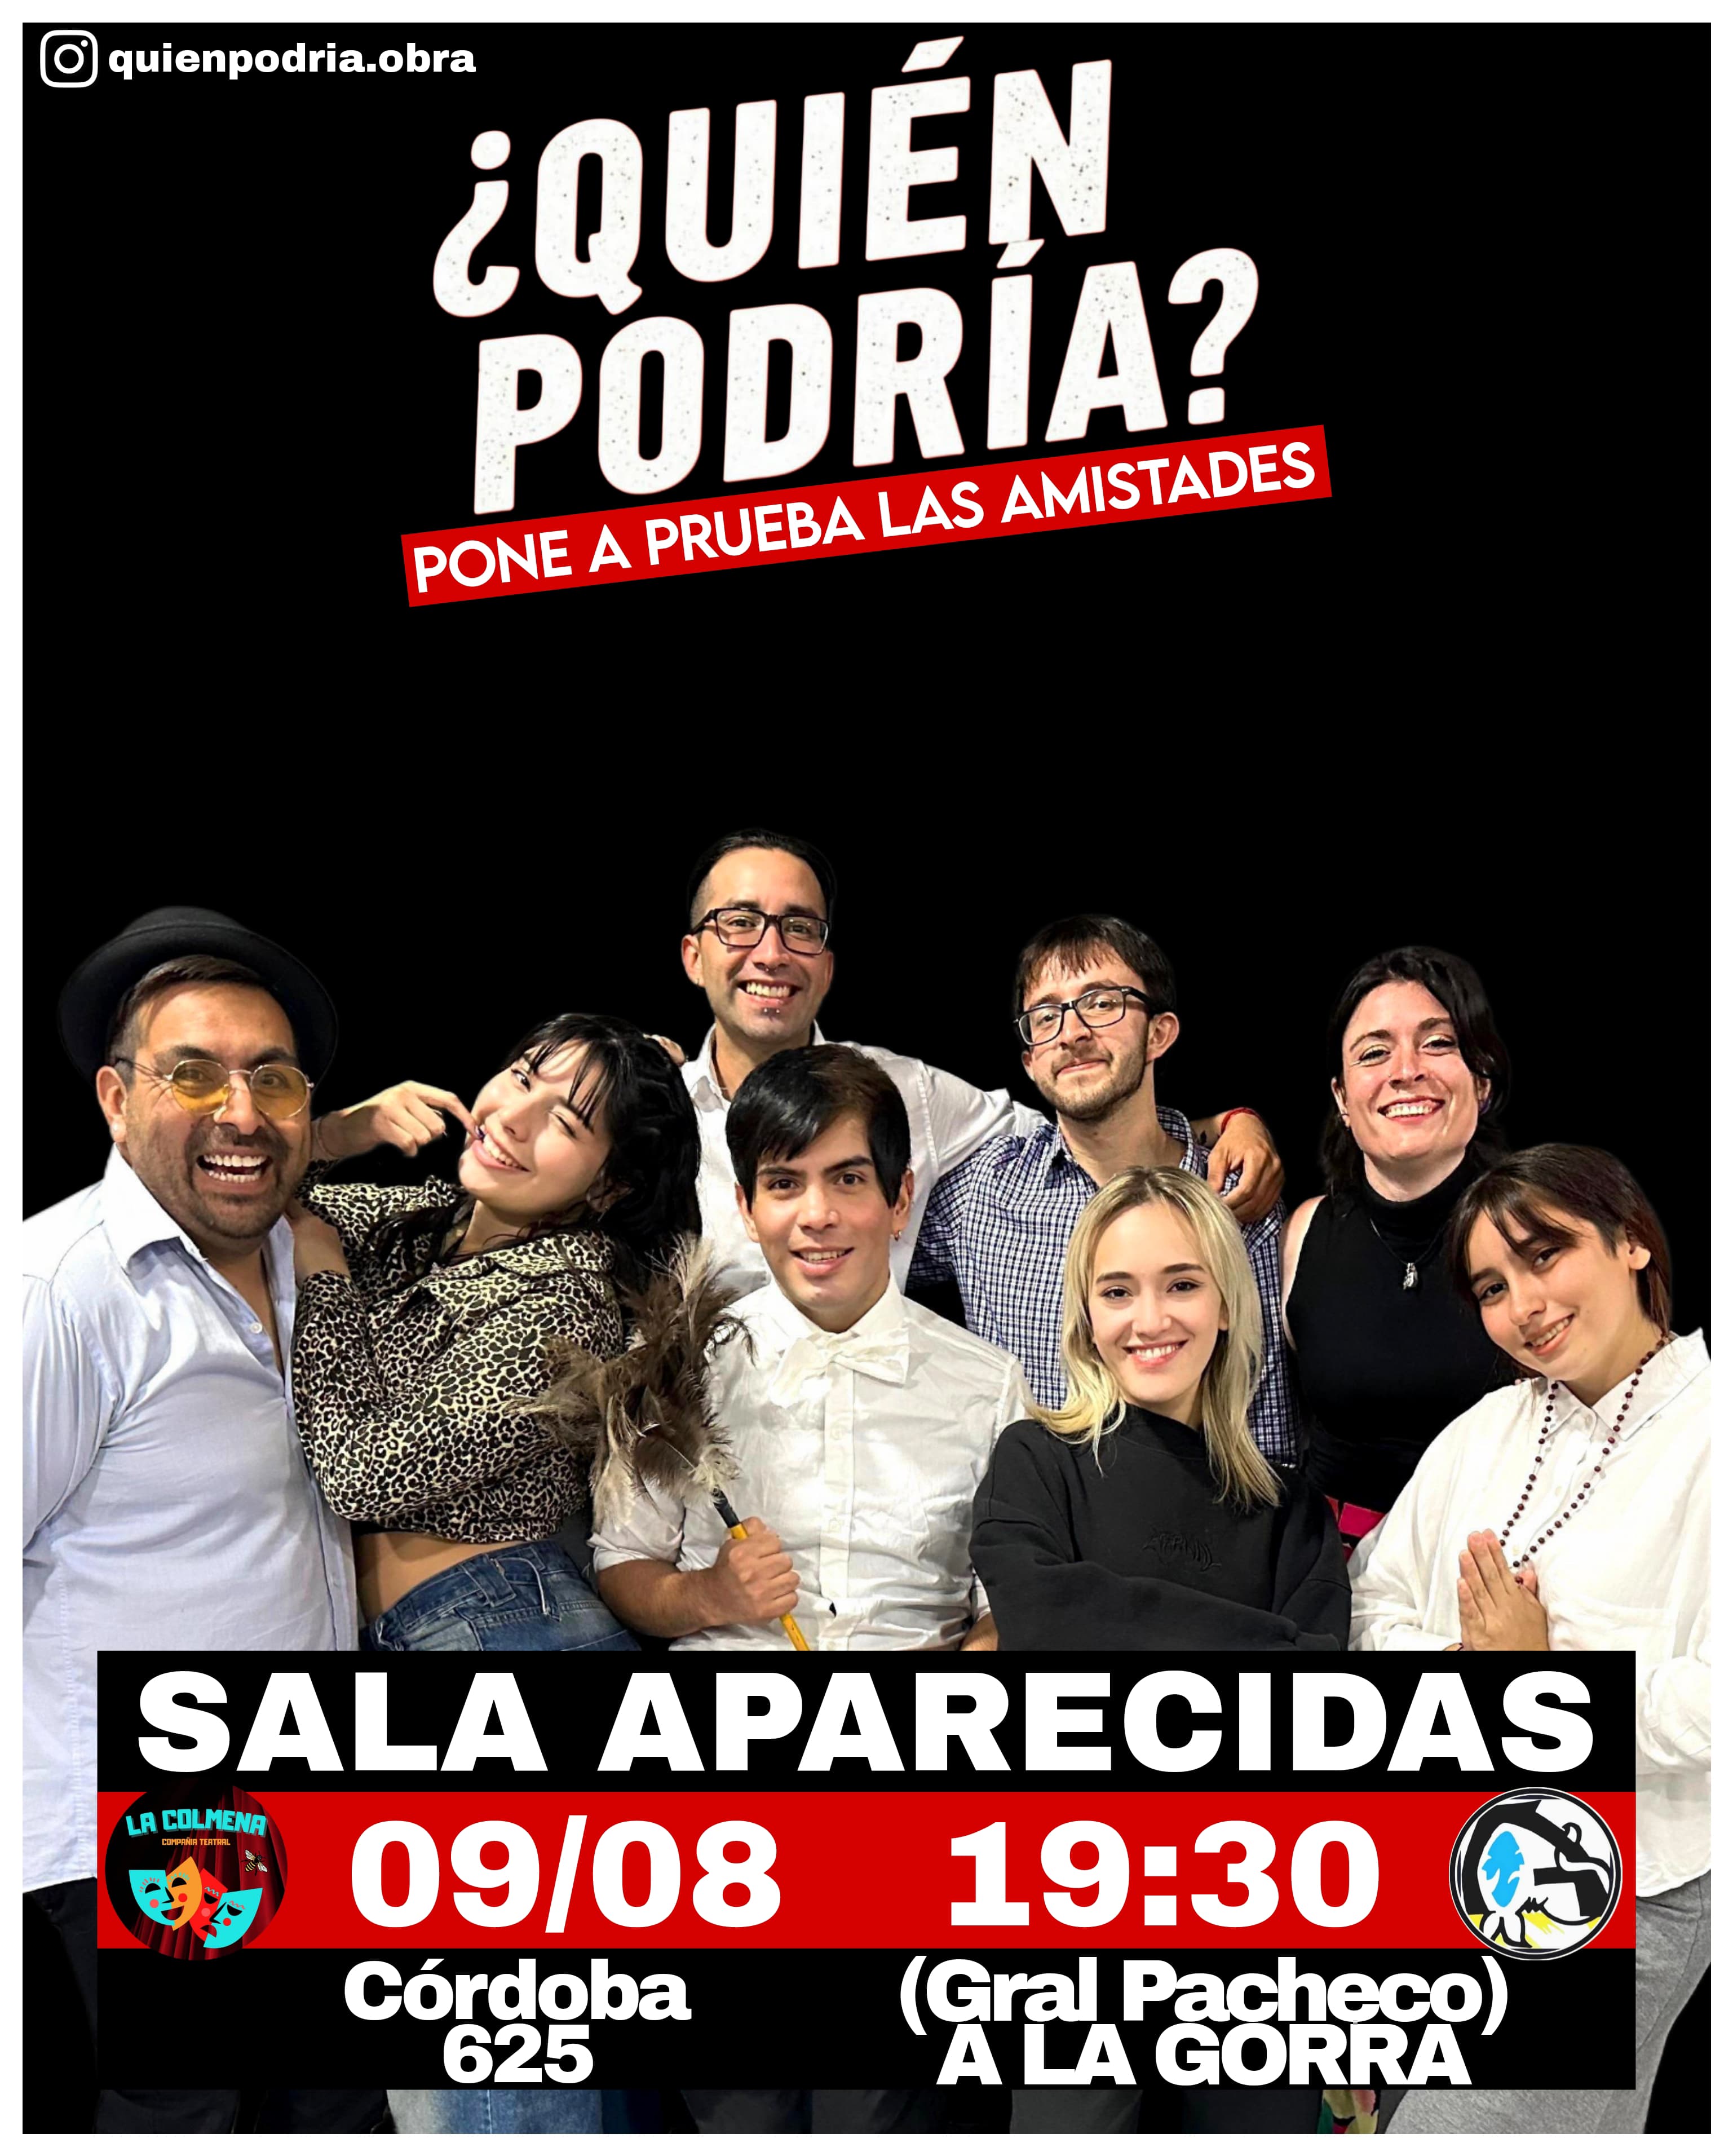 quienpodria.obra
¿QUIÉN
PODRÍA?
PONE A PRUEBA LAS AMISTADES
SALA APARECIDAS
LA COLMENA
COMPAÑIA TEATRAL
09/08 19:30
Córdoba
625
(Gral Pacheco)
A LA GORRA